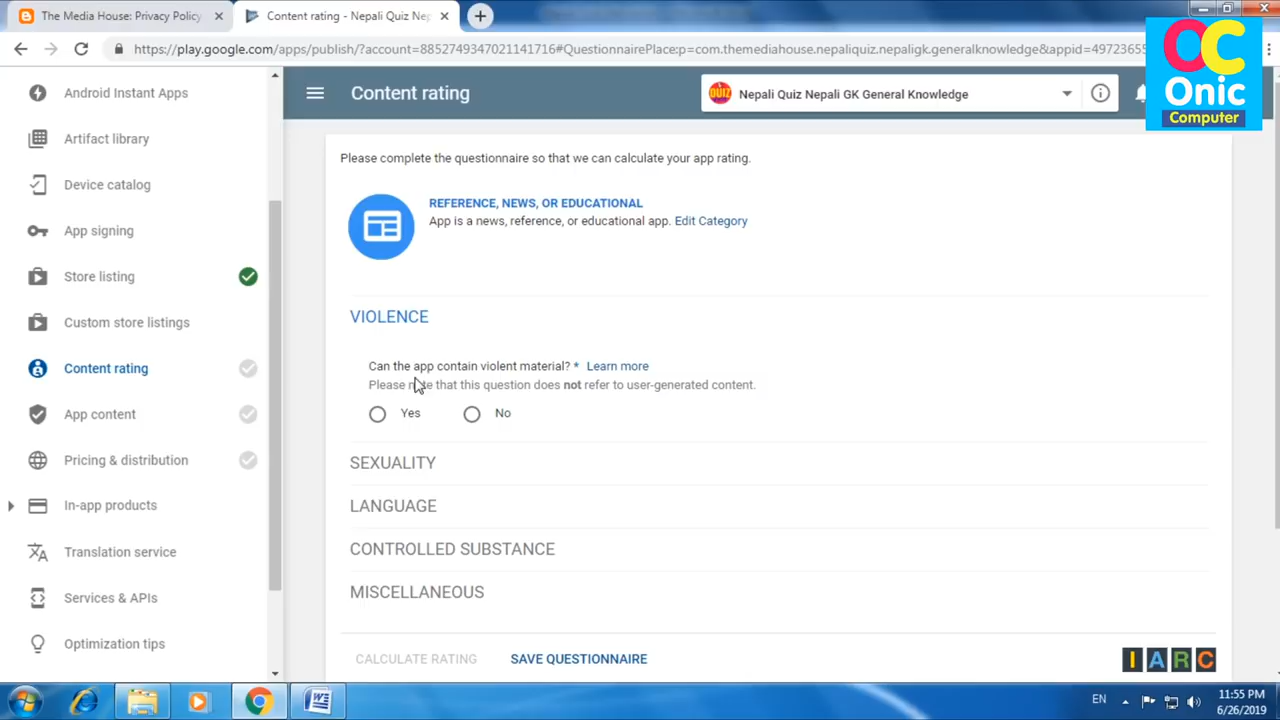 The Media House: Privacy Policy
Content rating - Nepali Quiz Nep
https://play.google.com/apps/publish/?account=8852749347021141716#QuestionnairePlace:p=com.themediahouse.nepaliquiz.nepaligk.generalknowledge&appid=49723655
OC
Onic
Computer
Android Instant Apps
Artifact library
Device catalog
App signing
Store listing
Custom store listings
Content rating
App content
Pricing & distribution
In-app products
Translation service
Services & APIs
Optimization tips
Content rating
QUIZ
Nepali Quiz Nepali GK General Knowledge
Please complete the questionnaire so that we can calculate your app rating.
REFERENCE, NEWS, OR EDUCATIONAL
App is a news, reference, or educational app. Edit Category
VIOLENCE
Can the app contain violent material? * Learn more
Please note that this question does not refer to user-generated content.
Yes No
SEXUALITY
LANGUAGE
CONTROLLED SUBSTANCE
MISCELLANEOUS
CALCULATE RATING SAVE QUESTIONNAIRE
IARC
EN
11:55 PM
6/26/2019